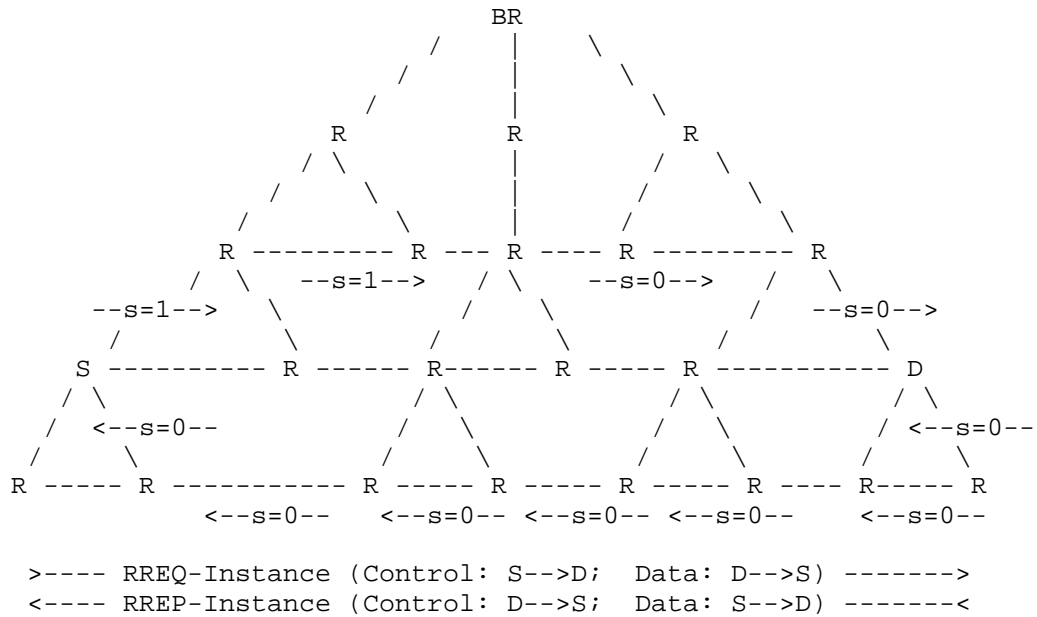 BR
R R R
R ---------- R --- R ---- R ---------- R
--s=1--> --s=0-->
--s=1--> --s=0-->
S ----------- R ------ R------ R ----- R ----------- D
<--s=0-- <--s=0--
R ----- R ----------- R ----- R ----- R ----- R ---- R----- R
<--s=0-- <--s=0-- <--s=0-- <--s=0-- <--s=0--
>---- RREQ-Instance (Control: S-->D; Data: D-->S) ------->
<---- RREP-Instance (Control: D-->S; Data: S-->D) -------<